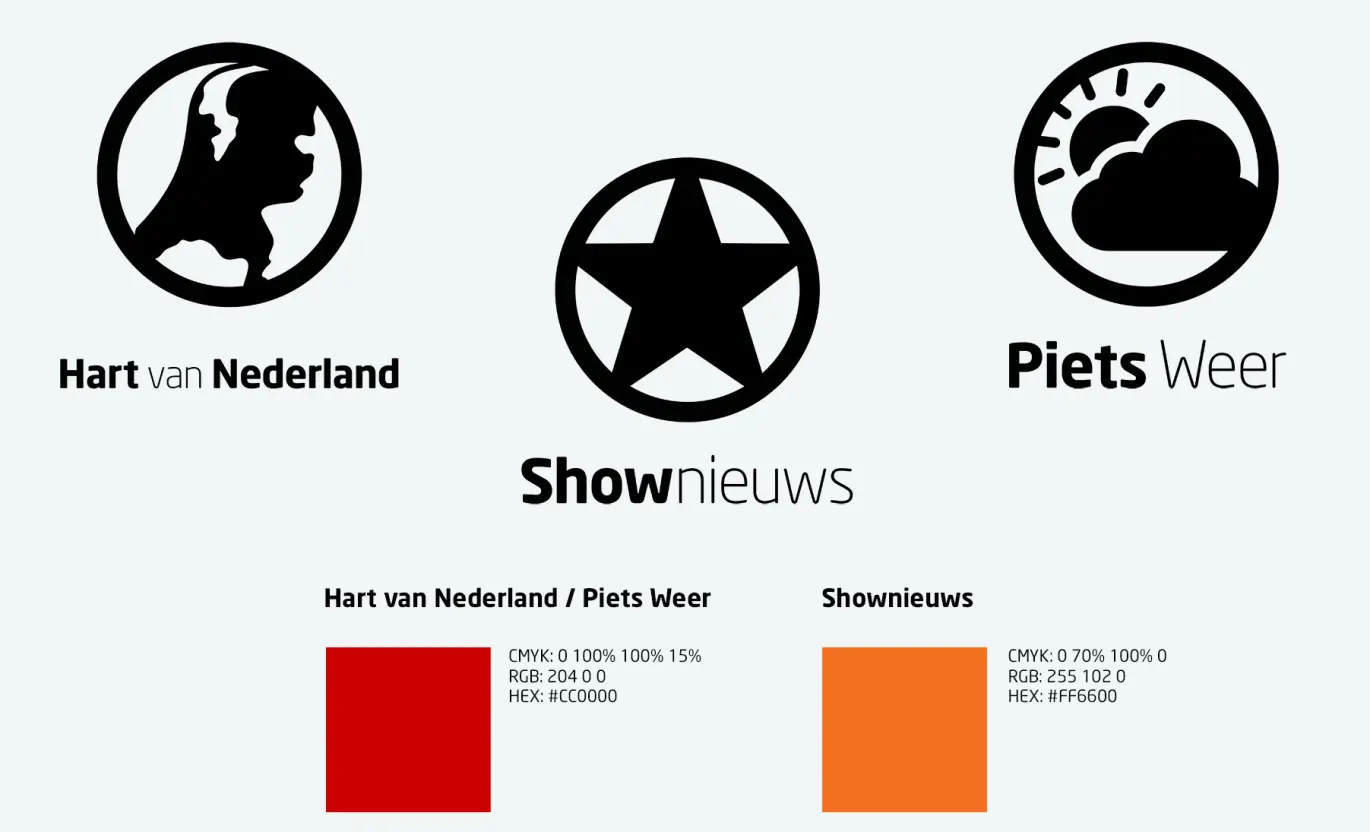 Hart van Nederland
Piets Weer
Shownieuws
Hart van Nederland / Piets Weer
CMYK: 0 100% 100% 15%
RGB: 204 0 0
HEX: #CC0000
Shownieuws
CMYK: 0 70% 100% 0
RGB: 255 102 0
HEX: #FF6600